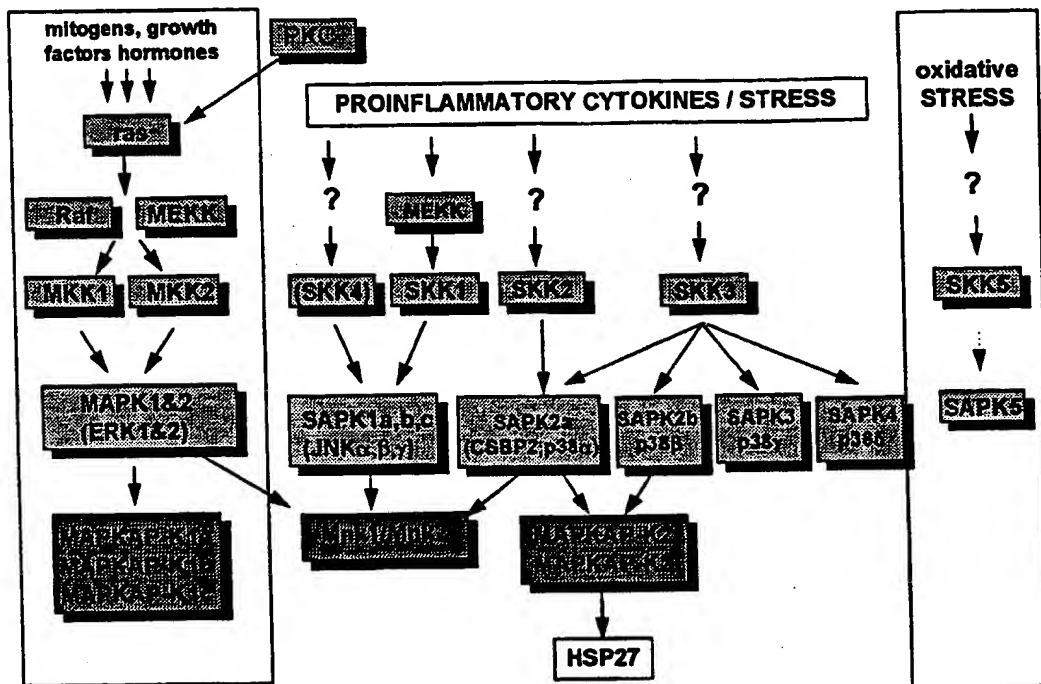 mitogens, growth
factors hormones
PKC
PROINFLAMMATORY CYTOKINES / STRESS
oxidative
STRESS
ras
?
?
?
?
Raf
MEKK
MEKK
MKK1
MKK2
(SKK4)
SKK1
SKK2
SKK3
SKK5
MAPK1&2
(ERK1&2)
SAPK1a,b,c
(JNKα,β,γ)
SAPK2a
(CSBP2,p38α)
SAPK2b
p38β
SAPK3
p38γ
SAPK4
p38δ
SAPK5
MAPKAP-K2
HSP27